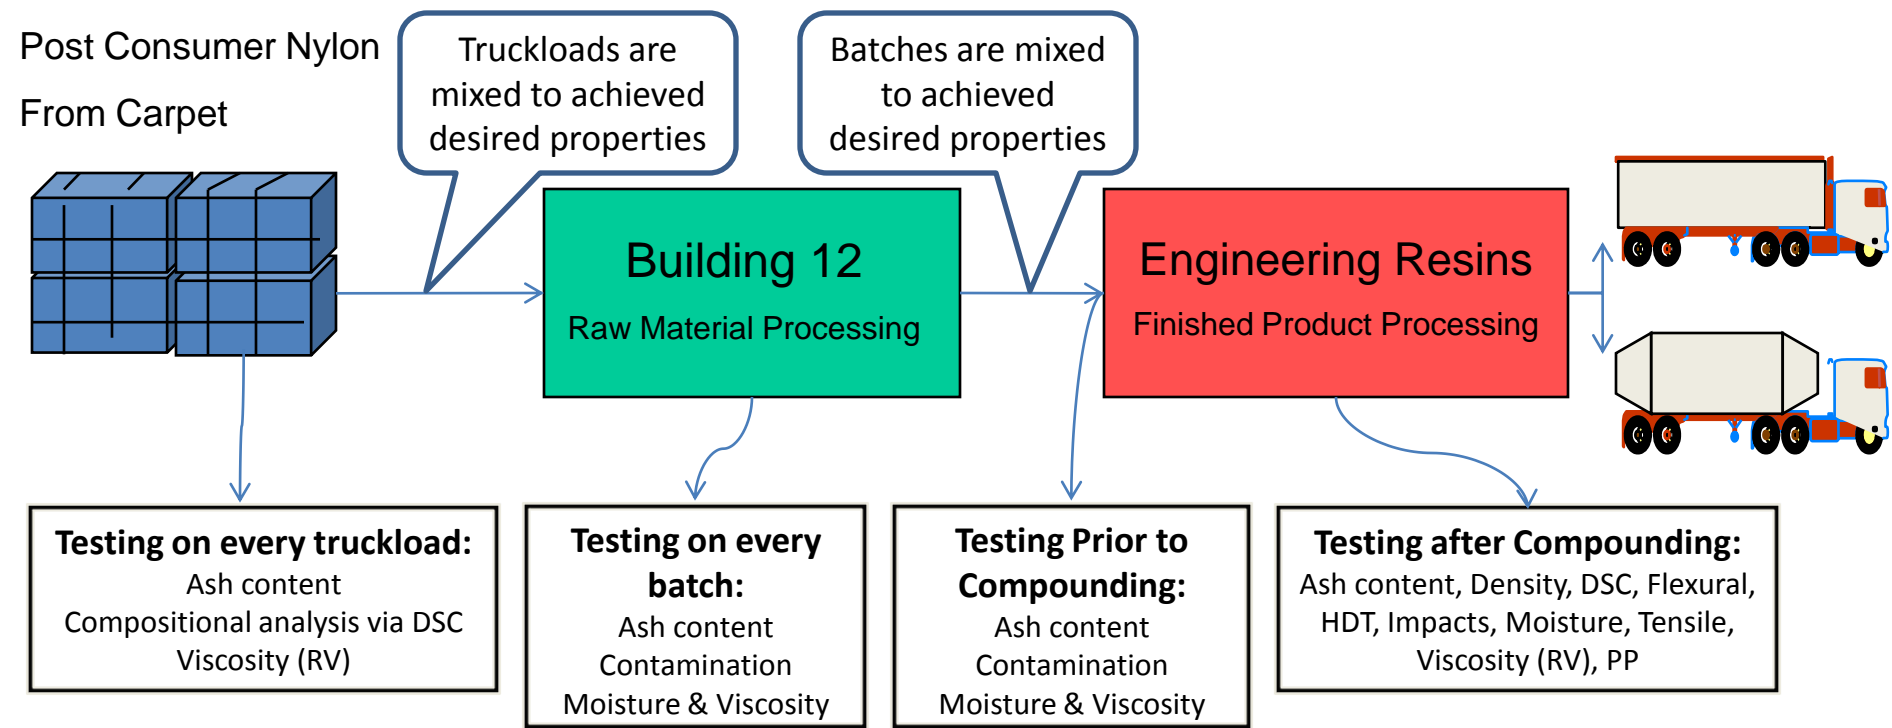 Post Consumer Nylon
From Carpet
Truckloads are
mixed to achieved
desired properties
Batches are mixed
to achieved
desired properties
Building 12
Raw Material Processing
Engineering Resins
Finished Product Processing
Testing on every truckload:
Ash content
Compositional analysis via DSC
Viscosity (RV)
Testing on every
batch:
Ash content
Contamination
Moisture & Viscosity
Testing Prior to
Compounding:
Ash content
Contamination
Moisture & Viscosity
Testing after Compounding:
Ash content, Density, DSC, Flexural,
HDT, Impacts, Moisture, Tensile,
Viscosity (RV), PP